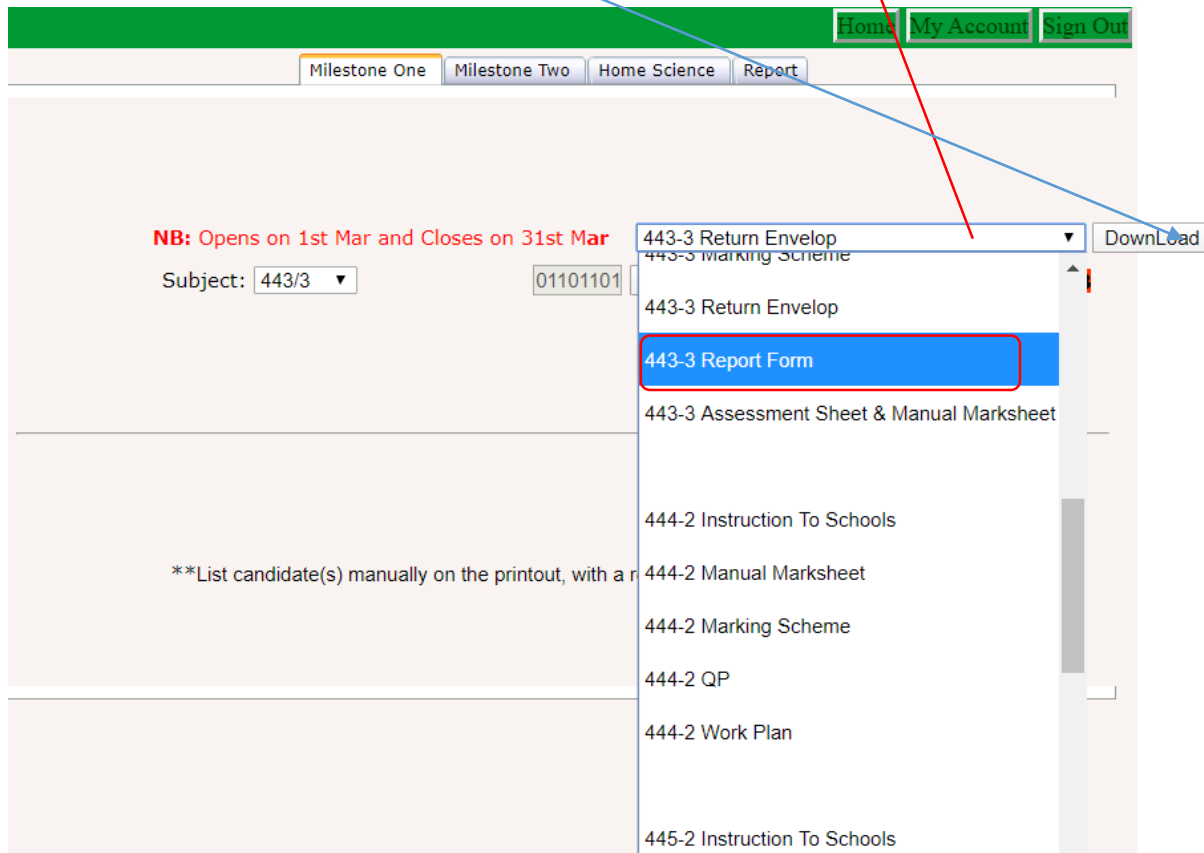 Home My Account Sign Out
Milestone One Milestone Two Home Science Report
NB: Opens on 1st Mar and Closes on 31st Mar 443-3 Return Envelop DownLoad
443-3 Marking Scheme
Subject: 443/3 01101101
443-3 Return Envelop
443-3 Report Form
443-3 Assessment Sheet & Manual Marksheet
444-2 Instruction To Schools
**List candidate(s) manually on the printout, with a 444-2 Manual Marksheet
444-2 Marking Scheme
444-2 QP
444-2 Work Plan
445-2 Instruction To Schools